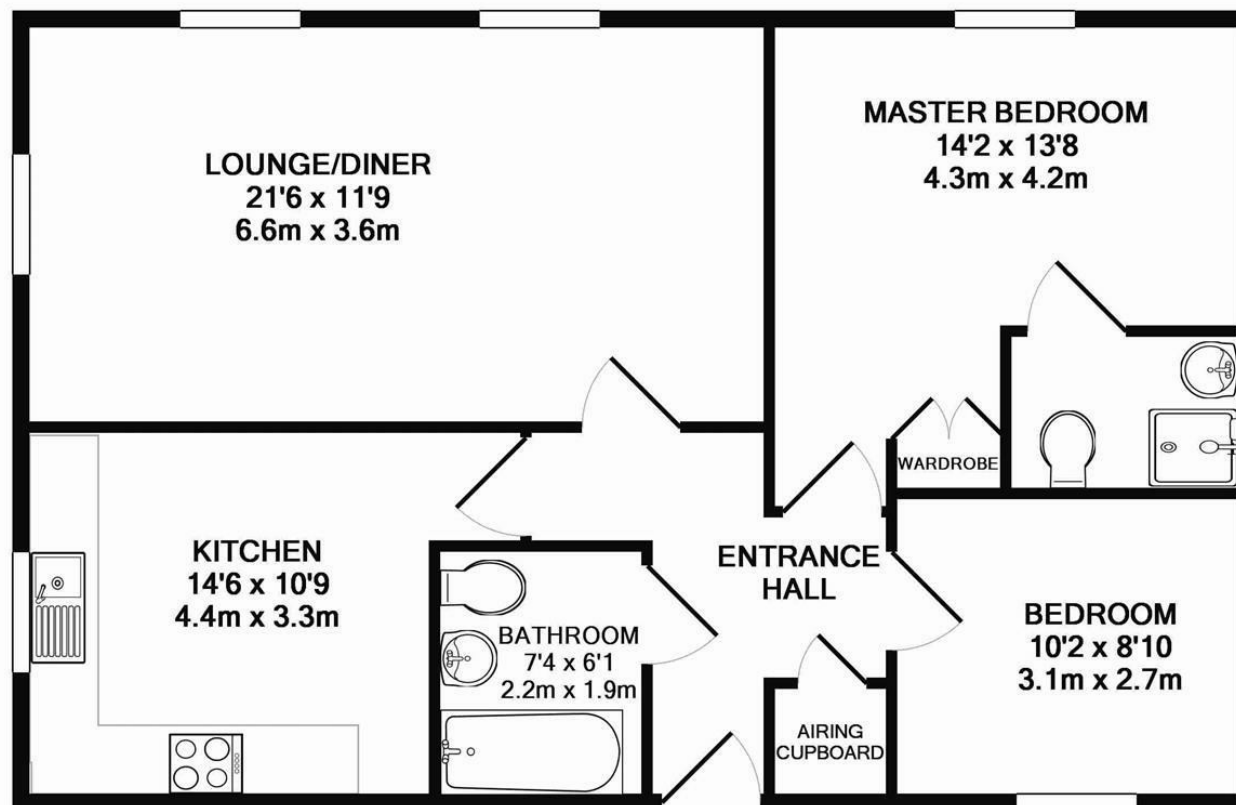 LOUNGE/DINER
21'6 x 11'9
6.6m x 3.6m
MASTER BEDROOM
14'2 x 13'8
4.3m x 4.2m
WARDROBE
KITCHEN
14'6 x 10'9
4.4m x 3.3m
BATHROOM
7'4 x 6'1
2.2m x 1.9m
ENTRANCE
HALL
AIRING
CUPBOARD
BEDROOM
10'2 x 8'10
3.1m x 2.7m